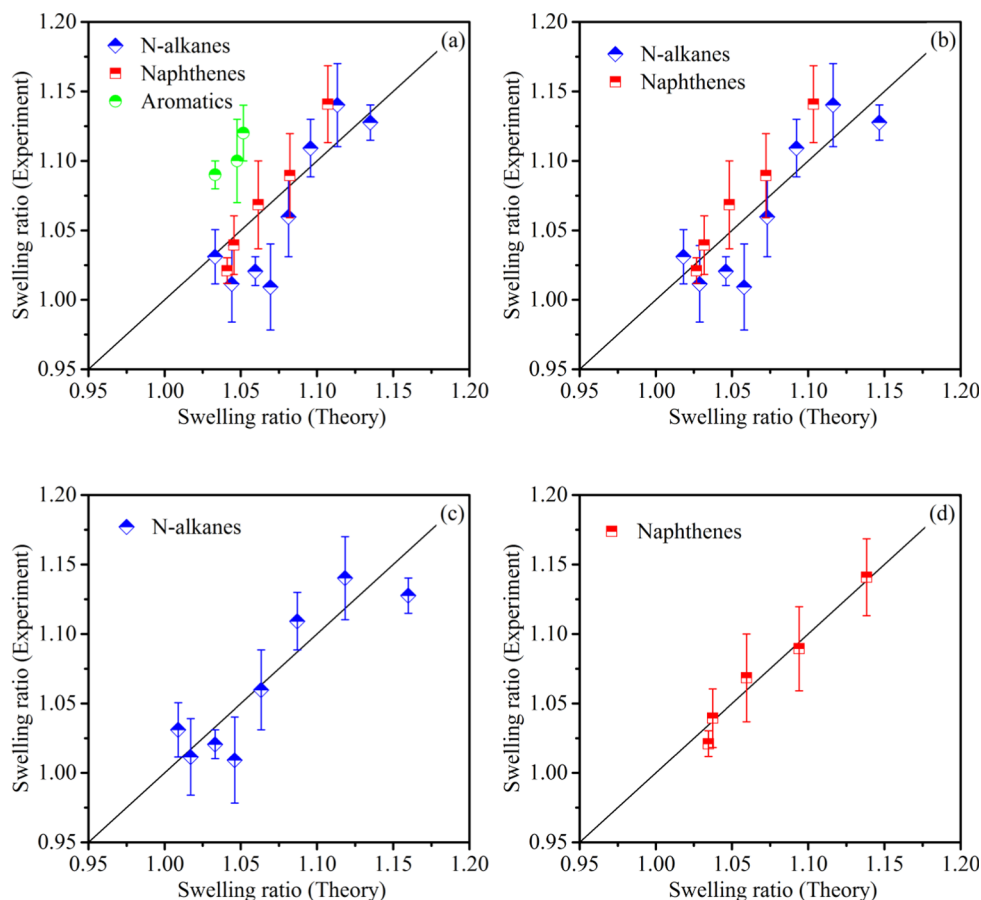 (a)
N-alkanes
Naphthenes
Aromatics
Swelling ratio (Experiment)
1.20
1.15
1.10
1.05
1.00
0.95
0.95 1.00 1.05 1.10 1.15 1.20
Swelling ratio (Theory)
(b)
N-alkanes
Naphthenes
Swelling ratio (Experiment)
1.20
1.15
1.10
1.05
1.00
0.95
0.95 1.00 1.05 1.10 1.15 1.20
Swelling ratio (Theory)
(c)
N-alkanes
Swelling ratio (Experiment)
1.20
1.15
1.10
1.05
1.00
0.95
0.95 1.00 1.05 1.10 1.15 1.20
Swelling ratio (Theory)
(d)
Naphthenes
Swelling ratio (Experiment)
1.20
1.15
1.10
1.05
1.00
0.95
0.95 1.00 1.05 1.10 1.15 1.20
Swelling ratio (Theory)